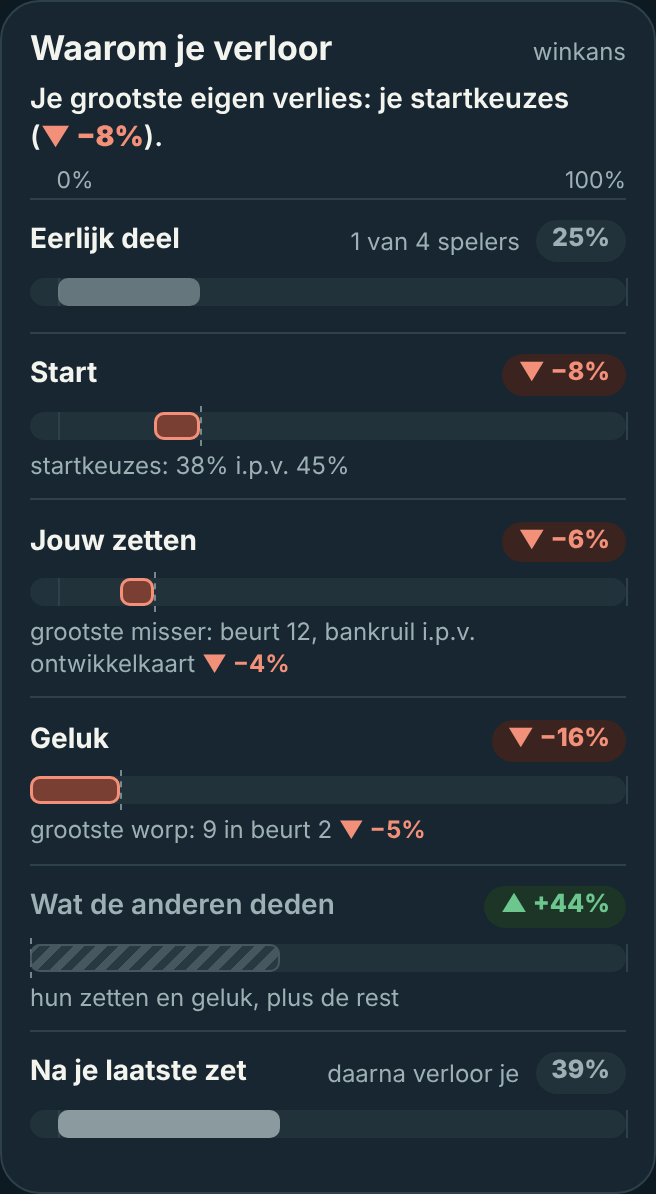 Waarom je verloor winkans
Je grootste eigen verlies: je startkeuzes
(▼ −8%).
0% 100%
Eerlijk deel 1 van 4 spelers 25%
Start ▼ −8%
startkeuzes: 38% i.p.v. 45%
Jouw zetten ▼ −6%
grootste misser: beurt 12, bankruil i.p.v.
ontwikkelkaart ▼ −4%
Geluk ▼ −16%
grootste worp: 9 in beurt 2 ▼ −5%
Wat de anderen deden ▲ +44%
hun zetten en geluk, plus de rest
Na je laatste zet daarna verloor je 39%